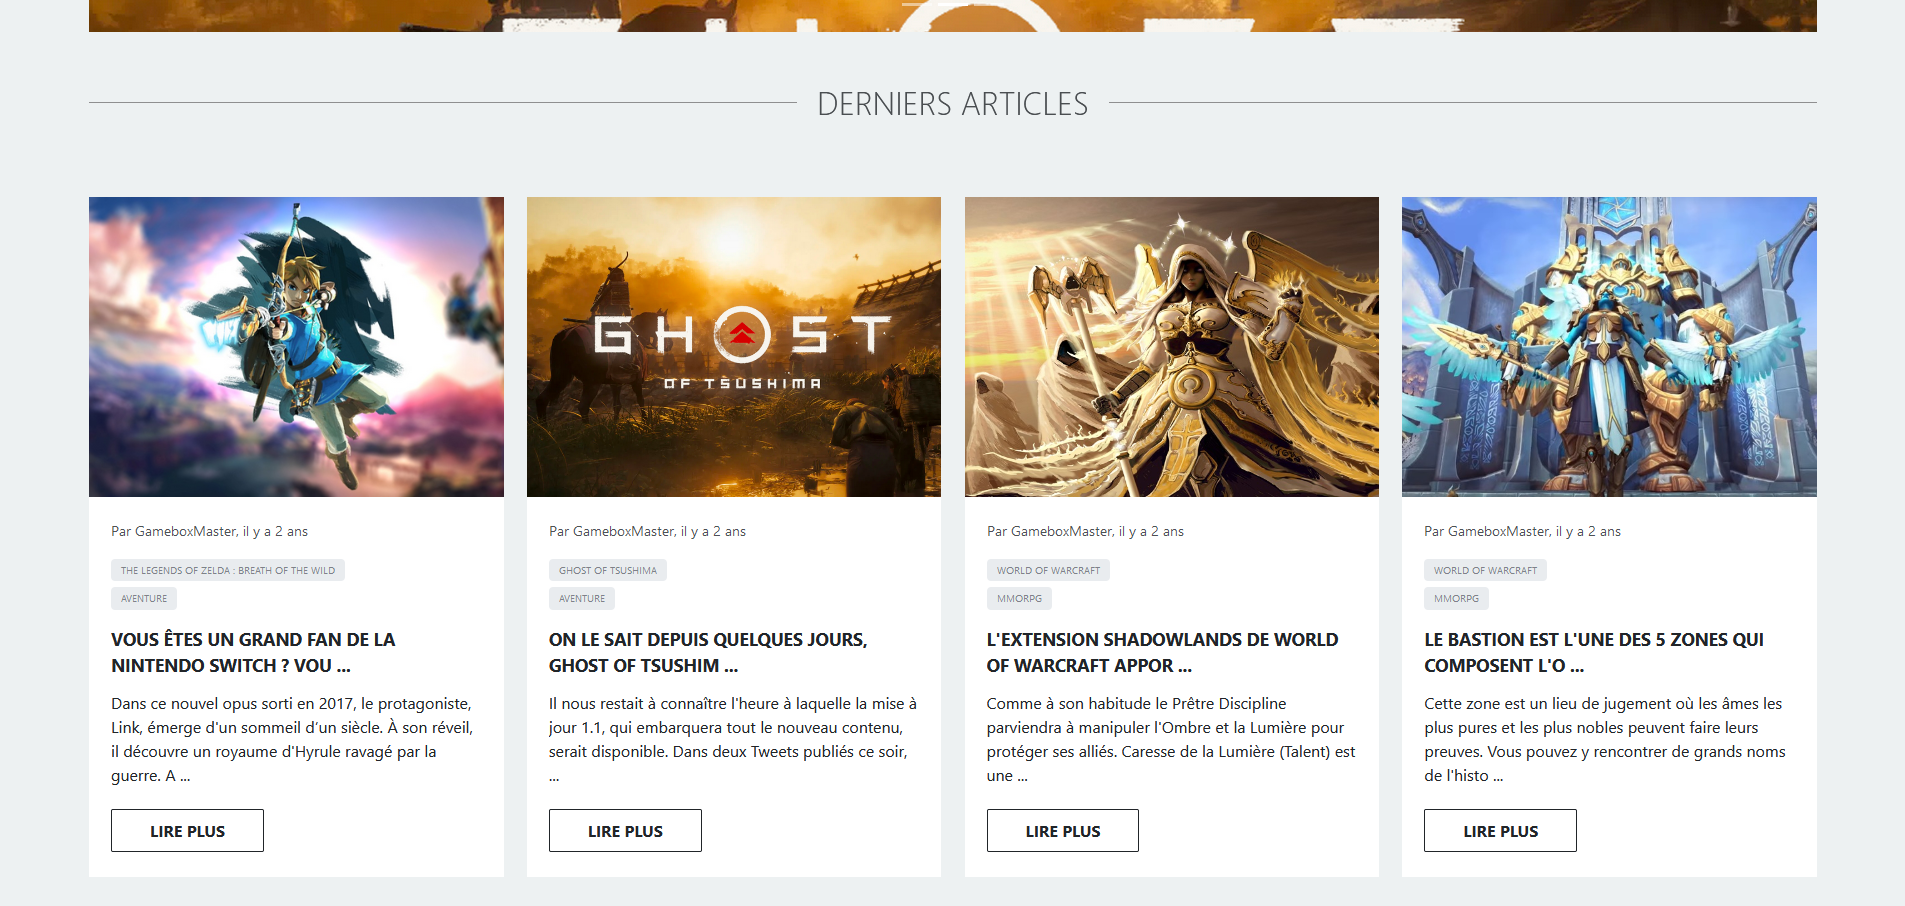 DERNIERS ARTICLES
GHOST
OF TSUSHIMA
Par GameboxMaster, il y a 2 ans
THE LEGENDS OF ZELDA : BREATH OF THE WILD
AVENTURE
VOUS ÊTES UN GRAND FAN DE LA
NINTENDO SWITCH ? VOU ...
Dans ce nouvel opus sorti en 2017, le protagoniste,
Link, émerge d'un sommeil d’un siècle. À son réveil,
il découvre un royaume d'Hyrule ravagé par la
guerre. A ...
LIRE PLUS
Par GameboxMaster, il y a 2 ans
GHOST OF TSUSHIMA
AVENTURE
ON LE SAIT DEPUIS QUELQUES JOURS,
GHOST OF TSUSHIM ...
Il nous restait à connaître l'heure à laquelle la mise à
jour 1.1, qui embarquera tout le nouveau contenu,
serait disponible. Dans deux Tweets publiés ce soir,
...
LIRE PLUS
Par GameboxMaster, il y a 2 ans
WORLD OF WARCRAFT
MMORPG
L'EXTENSION SHADOWLANDS DE WORLD
OF WARCRAFT APPOR ...
Comme à son habitude le Prêtre Discipline
parviendra à manipuler l'Ombre et la Lumière pour
protéger ses alliés. Caresse de la Lumière (Talent) est
une ...
LIRE PLUS
Par GameboxMaster, il y a 2 ans
WORLD OF WARCRAFT
MMORPG
LE BASTION EST L'UNE DES 5 ZONES QUI
COMPOSENT L'O ...
Cette zone est un lieu de jugement où les âmes les
plus pures et les plus nobles peuvent faire leurs
preuves. Vous pouvez y rencontrer de grands noms
de l'histo ...
LIRE PLUS